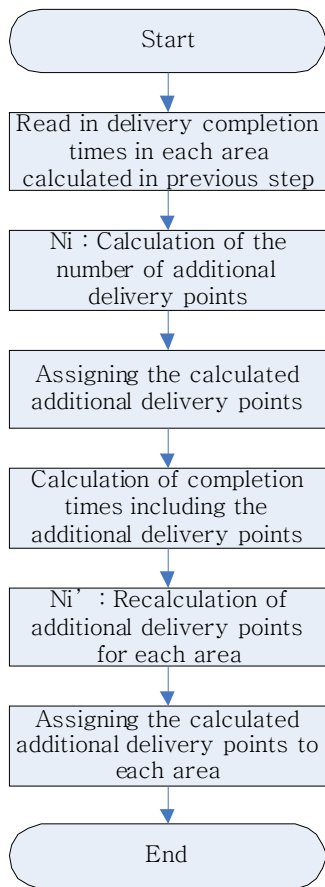 Start
Read in delivery completion
times in each area
calculated in previous step
Ni : Calculation of the
number of additional
delivery points
Assigning the calculated
additional delivery points
Calculation of completion
times including the
additional delivery points
Ni’ : Recalculation of
additional delivery points
for each area
Assigning the calculated
additional delivery points to
each area
End